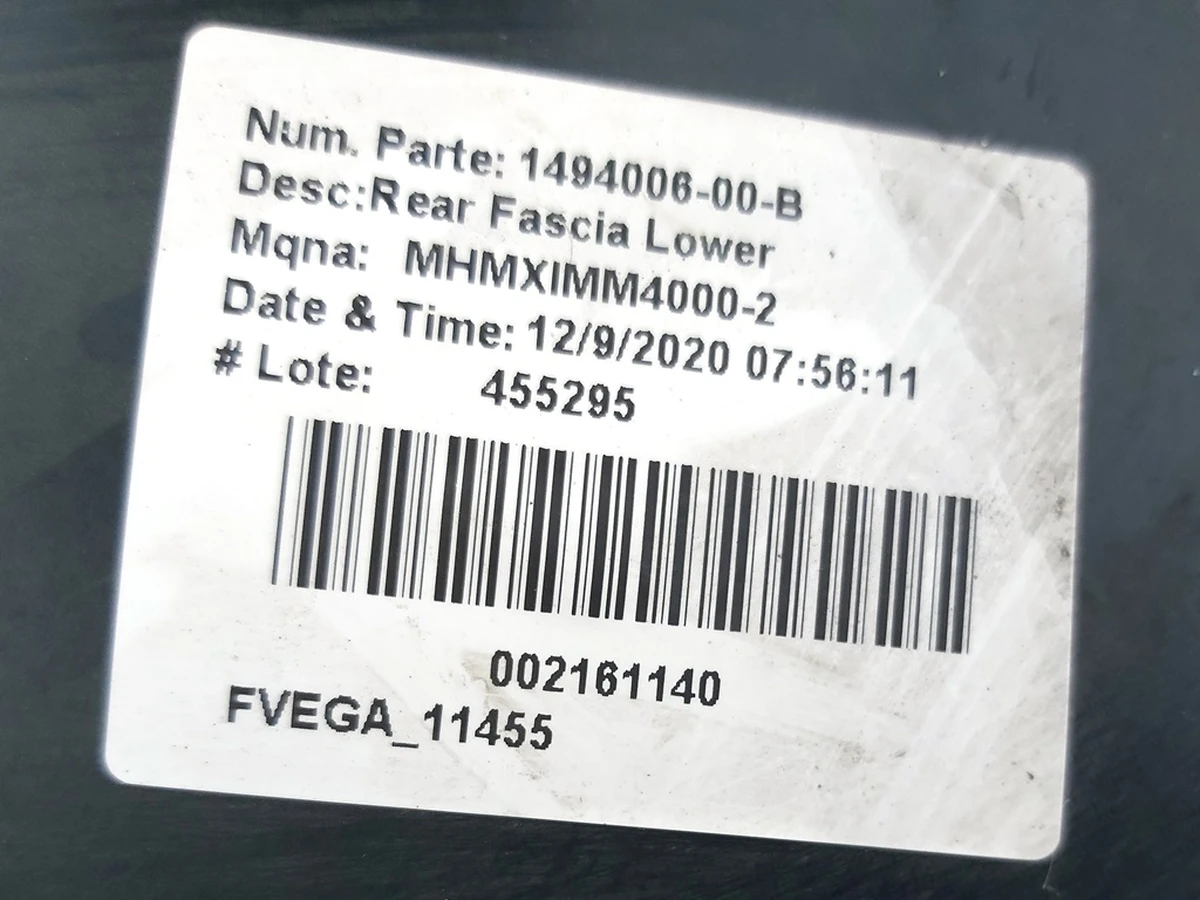 Num. Parte: 1494006-00-B
Desc:Rear Fascia Lower
Mqna: MHMXIMM4000-2
Date & Time: 12/9/2020 07:56:11
# Lote: 455295
002161140
FVEGA_11455